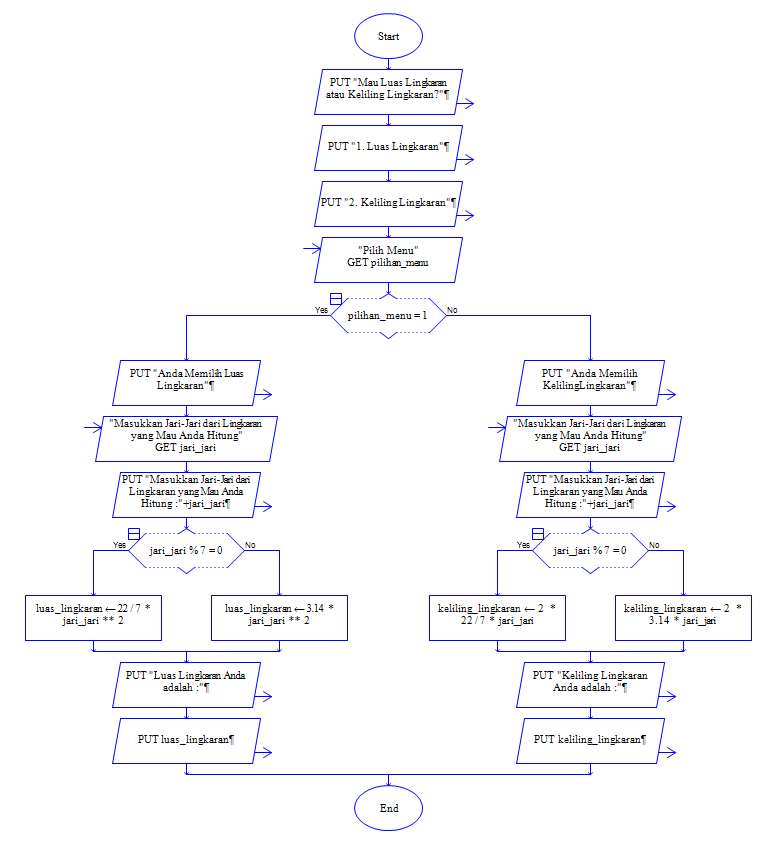 Start
PUT "Mau Luas Lingkaran
atau Keliling Lingkaran?"¶
PUT "1. Luas Lingkaran"¶
PUT "2. Keliling Lingkaran"¶
"Pilih Menu"
GET pilihan_menu
Yes
pilihan_menu = 1
No
PUT "Anda Memilih Luas
Lingkaran"¶
"Masukkan Jari-Jari dari Lingkaran
yang Mau Anda Hitung"
GET jari_jari
PUT "Masukkan Jari-Jari dari
Lingkaran yang Mau Anda
Hitung :"+jari_jari¶
Yes
jari_jari % 7 = 0
No
luas_lingkaran ← 22 / 7 *
jari_jari ** 2
luas_lingkaran ← 3.14 *
jari_jari ** 2
PUT "Luas Lingkaran Anda
adalah :"¶
PUT luas_lingkaran¶
PUT "Anda Memilih
KelilingLingkaran"¶
"Masukkan Jari-Jari dari Lingkaran
yang Mau Anda Hitung"
GET jari_jari
PUT "Masukkan Jari-Jari dari
Lingkaran yang Mau Anda
Hitung :"+jari_jari¶
Yes
jari_jari % 7 = 0
No
keliling_lingkaran ← 2 *
22 / 7 * jari_jari
keliling_lingkaran ← 2 *
3.14 * jari_jari
PUT "Keliling Lingkaran
Anda adalah :"¶
PUT keliling_lingkaran¶
End